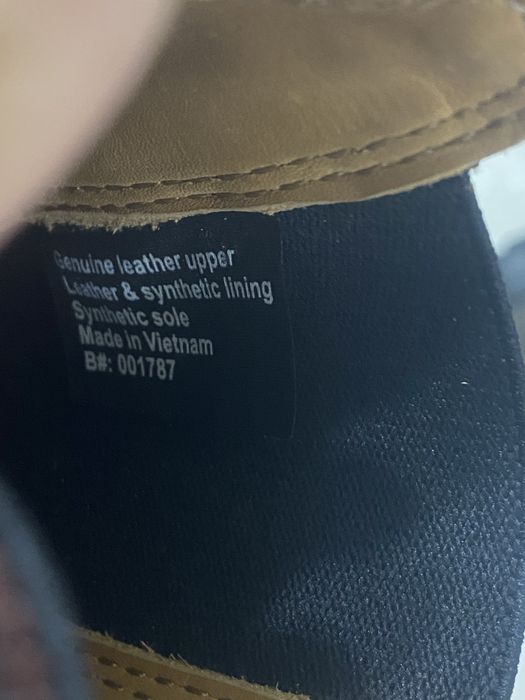 Genuine leather upper
Leather & synthetic lining
Synthetic sole
Made in Vietnam
B#: 001787